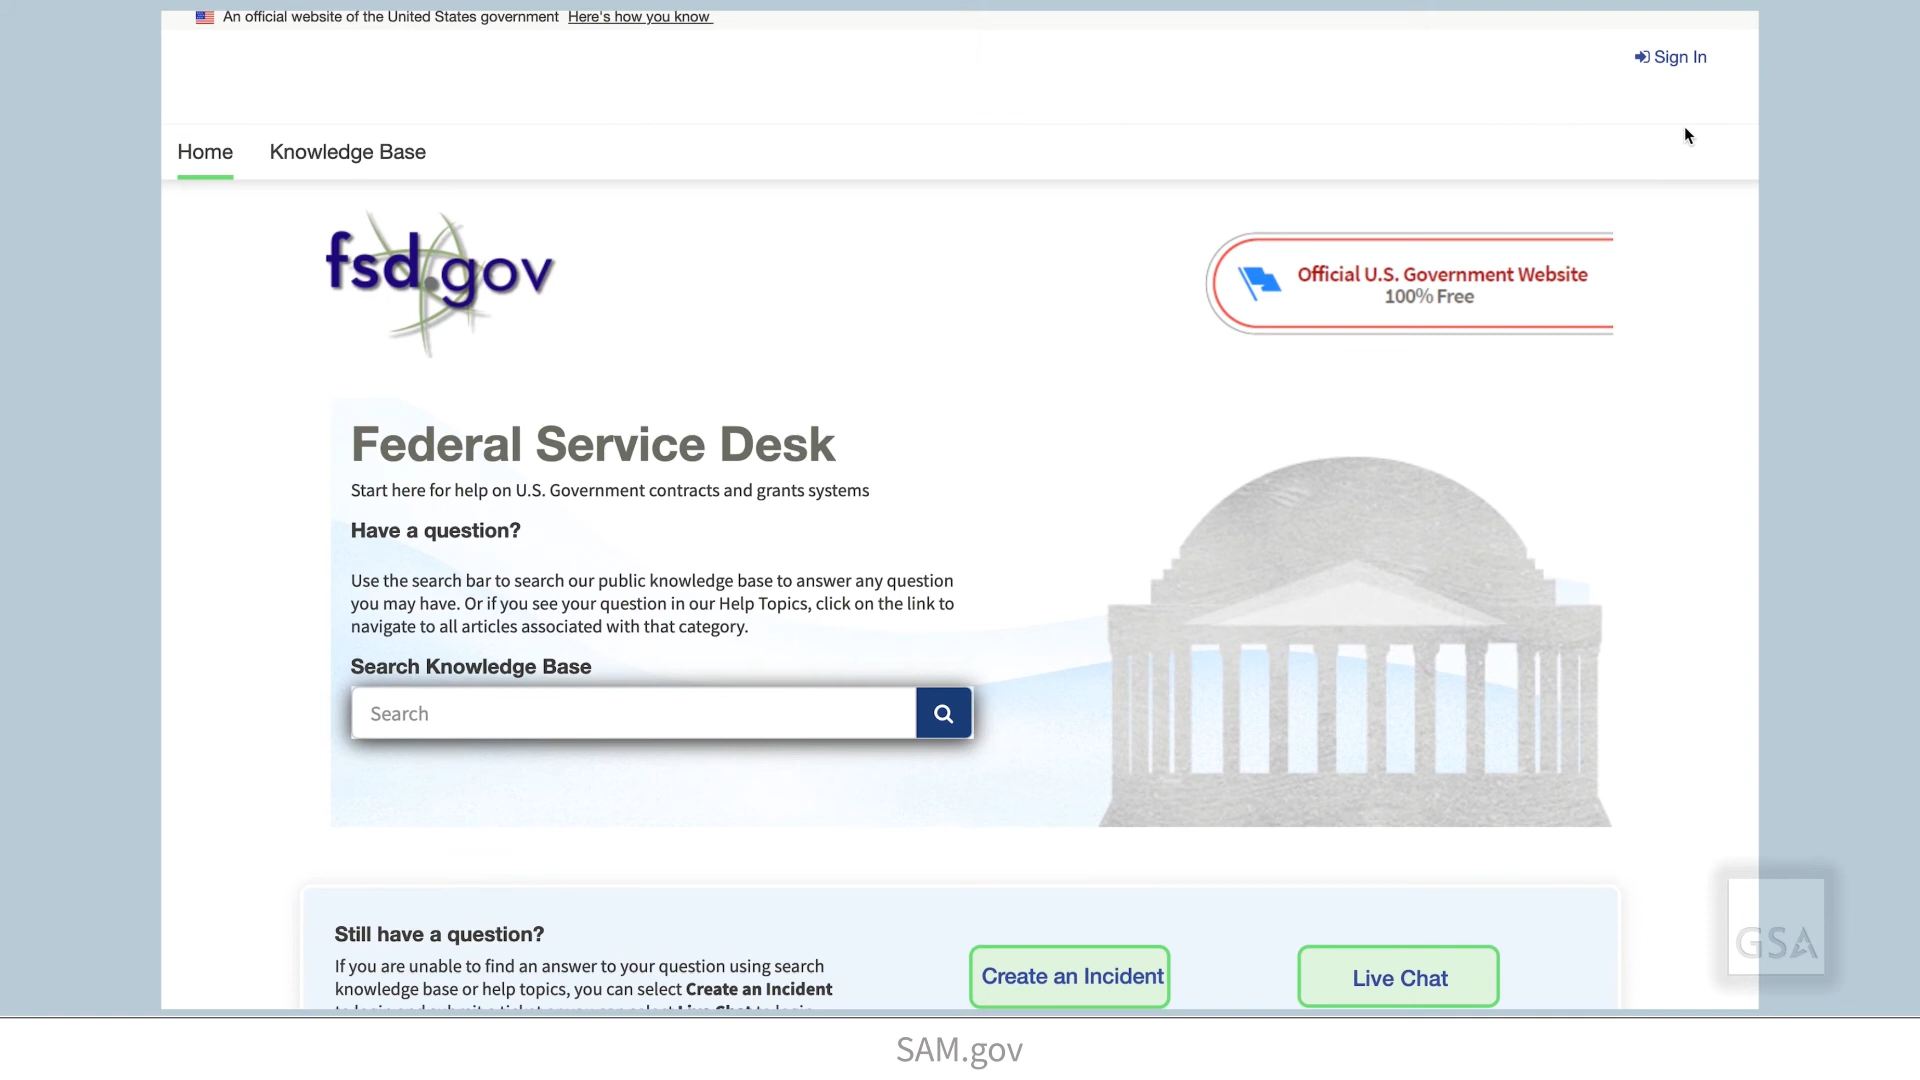 An official website of the United States government Here's how you know
Sign In
Home Knowledge Base
fsd.gov
Official U.S. Government Website
100% Free
Federal Service Desk
Start here for help on U.S. Government contracts and grants systems
Have a question?
Use the search bar to search our public knowledge base to answer any question
you may have. Or if you see your question in our Help Topics, click on the link to
navigate to all articles associated with that category.
Search Knowledge Base
Search
Still have a question?
If you are unable to find an answer to your question using search
knowledge base or help topics, you can select Create an Incident
Create an Incident
Live Chat
GSA
SAM.gov